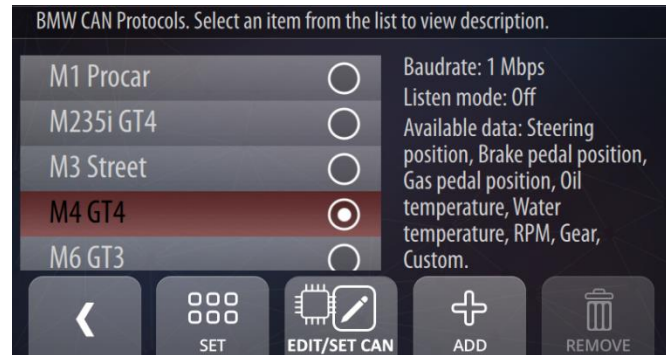 BMW CAN Protocols. Select an item from the list to view description.
M1 Procar
M235i GT4
M3 Street
M4 GT4
M6 GT3
Baudrate: 1 Mbps
Listen mode: Off
Available data: Steering
position, Brake pedal position,
Gas pedal position, Oil
temperature, Water
temperature, RPM, Gear,
Custom.
SET
EDIT/SET CAN
ADD
REMOVE